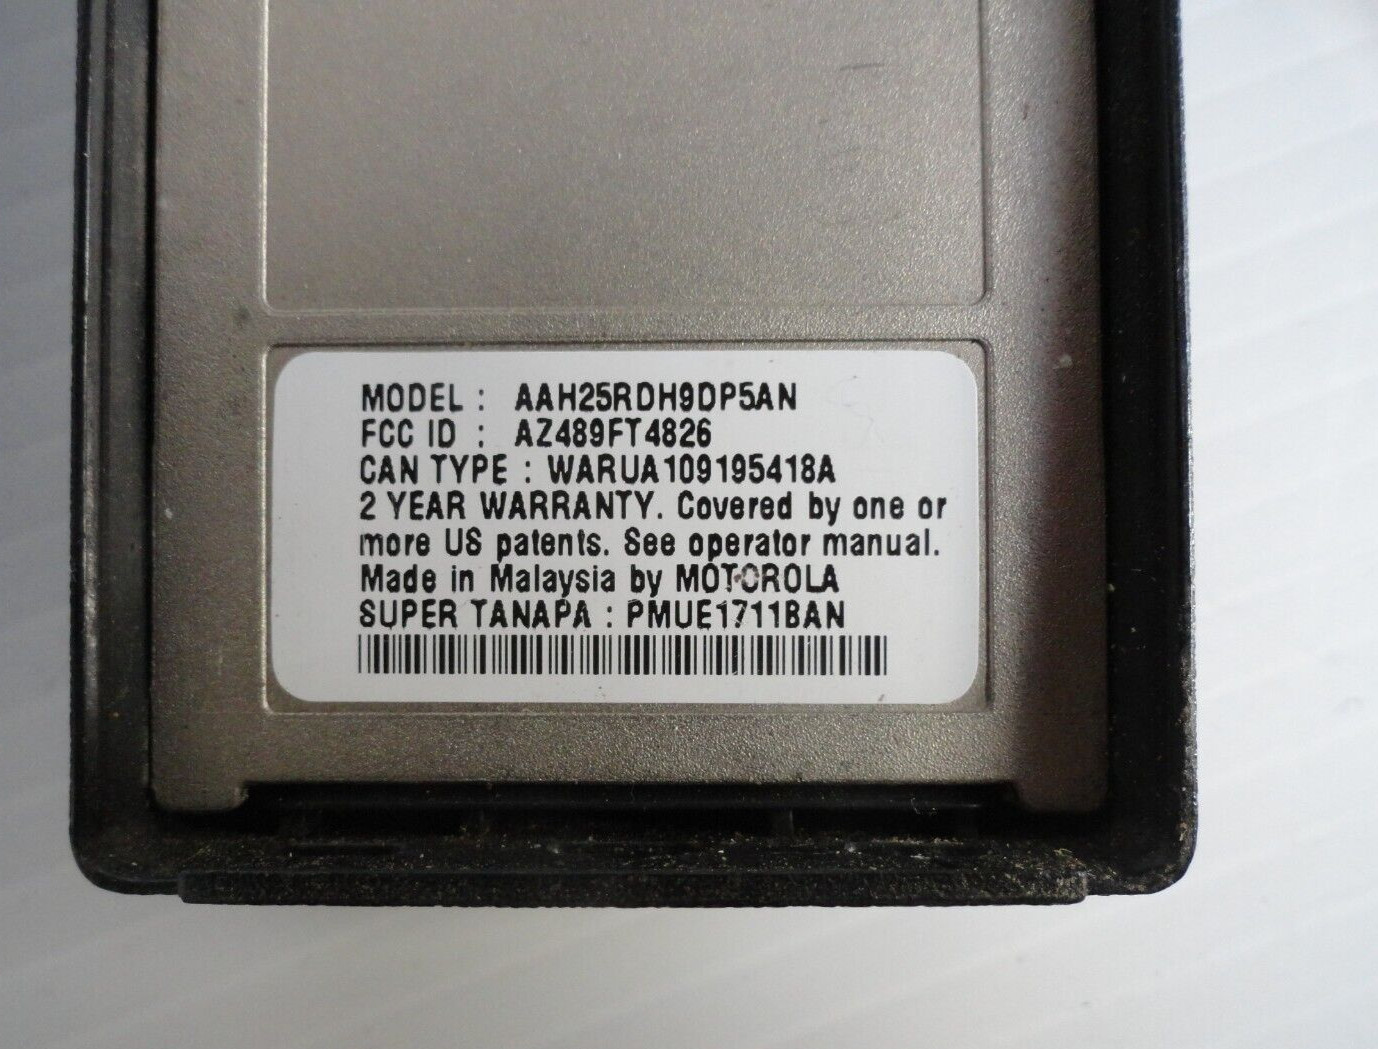 MODEL : AAH25RDH9DP5AN
FCC ID : AZ489FT4826
CAN TYPE : WARUA109195418A
2 YEAR WARRANTY. Covered by one or
more US patents. See operator manual.
Made in Malaysia by MOTOROLA
SUPER TANAPA : PMUE1711BAN